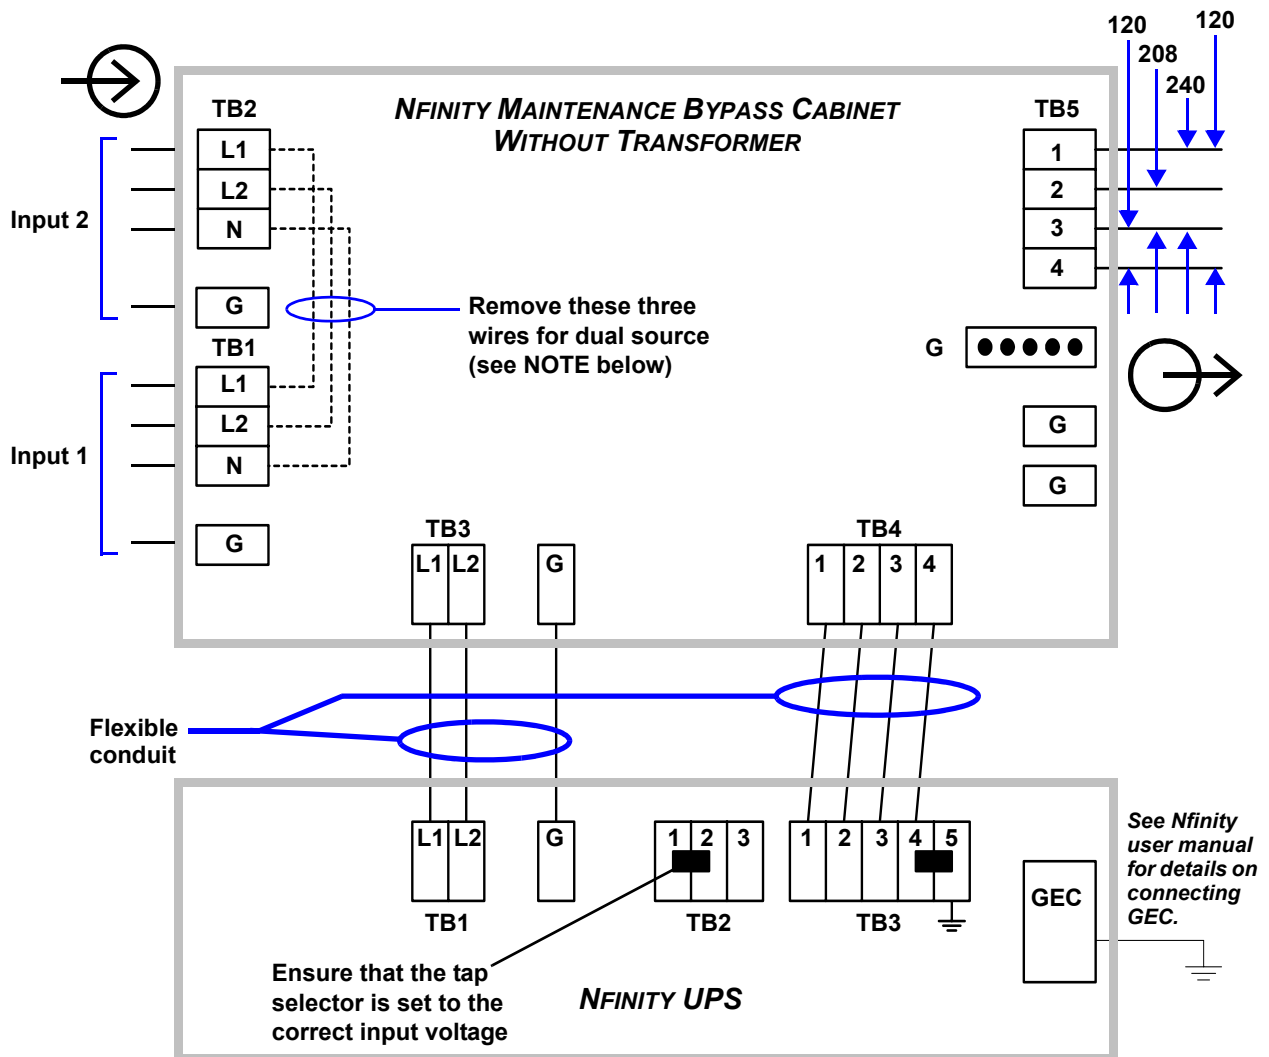 120
120
208
240
NFINITY MAINTENANCE BYPASS CABINET
WITHOUT TRANSFORMER
TB2
L1
L2
N
G
Input 2
TB1
L1
L2
N
G
Input 1
Remove these three
wires for dual source
(see NOTE below)
TB5
1
2
3
4
G
G
G
TB3
L1 L2
G
TB4
1 2 3 4
Flexible
conduit
L1 L2
TB1
G
1 2 3
TB2
1 2 3 4 5
TB3
GEC
See Nfinity
user manual
for details on
connecting
GEC.
Ensure that the tap
selector is set to the
correct input voltage
NFINITY UPS